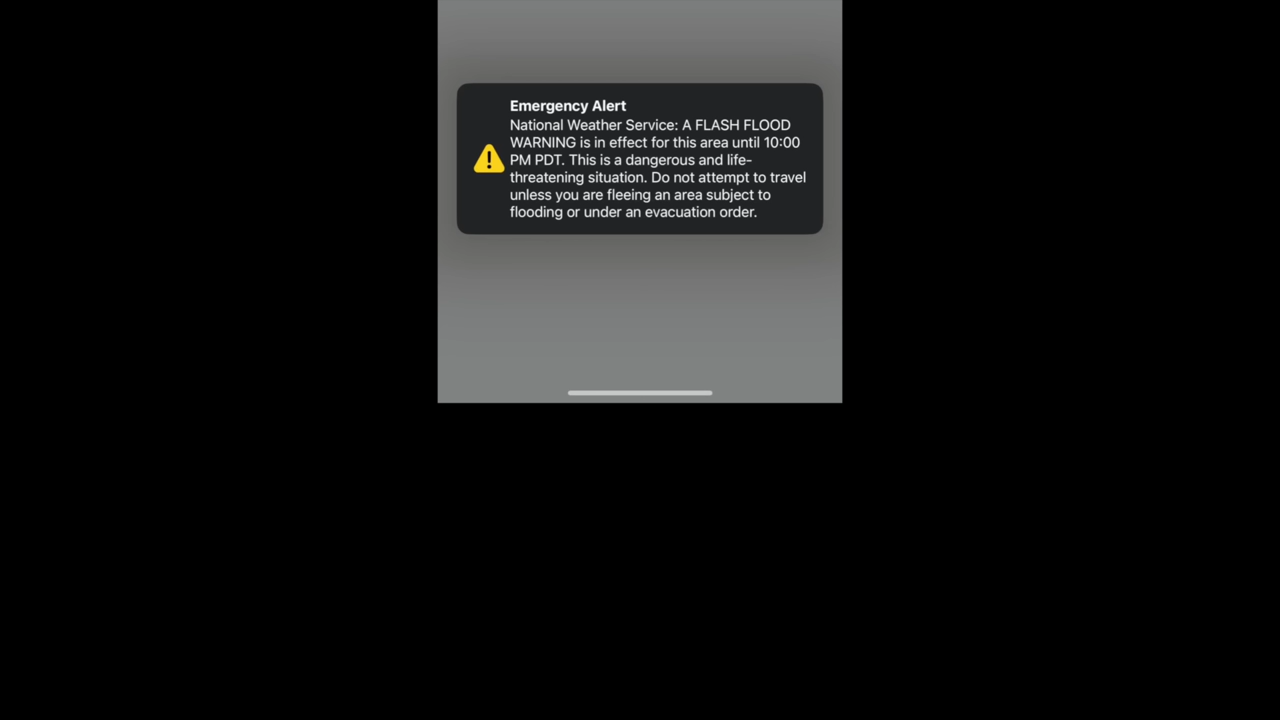 Emergency Alert
National Weather Service: A FLASH FLOOD
WARNING is in effect for this area until 10:00
PM PDT. This is a dangerous and life-
threatening situation. Do not attempt to travel
unless you are fleeing an area subject to
flooding or under an evacuation order.